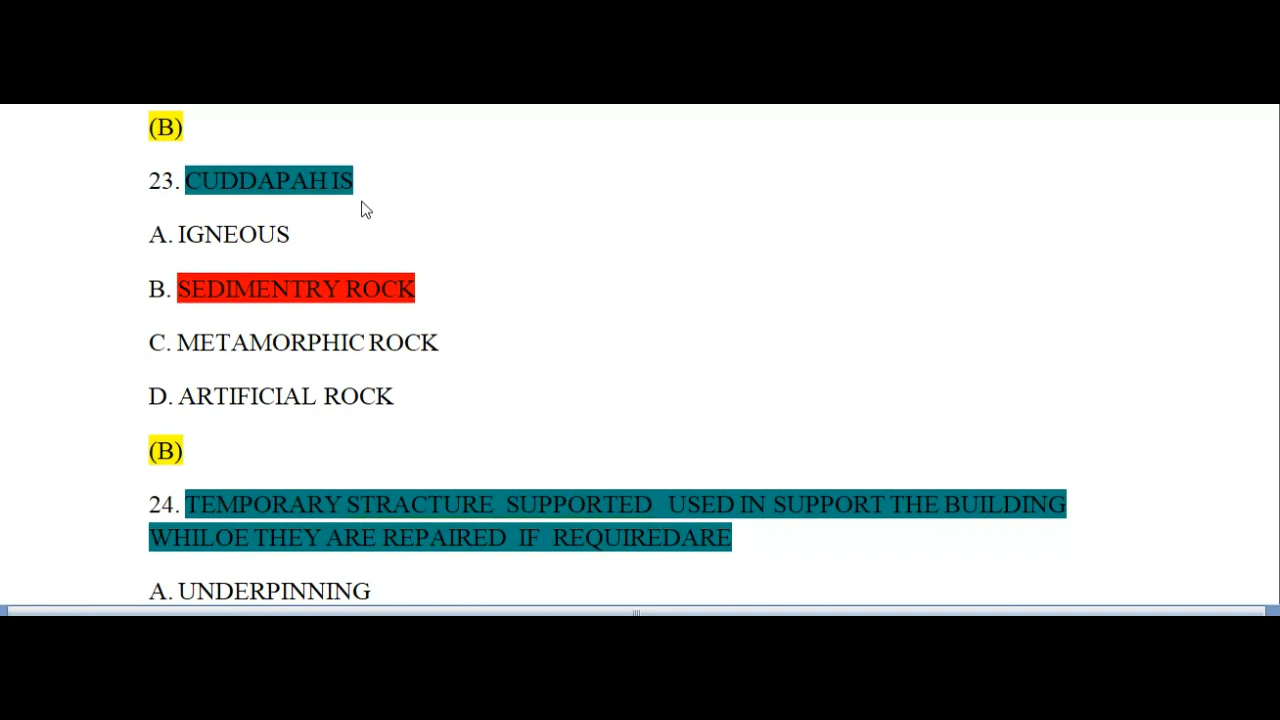 (B)
23. CUDDAPAH IS
A. IGNEOUS
B. SEDIMENTRY ROCK
C. METAMORPHIC ROCK
D. ARTIFICIAL ROCK
(B)
24. TEMPORARY STRACTURE SUPPORTED USED IN SUPPORT THE BUILDING
WHILOE THEY ARE REPAIRED IF REQUIREDARE
A. UNDERPINNING